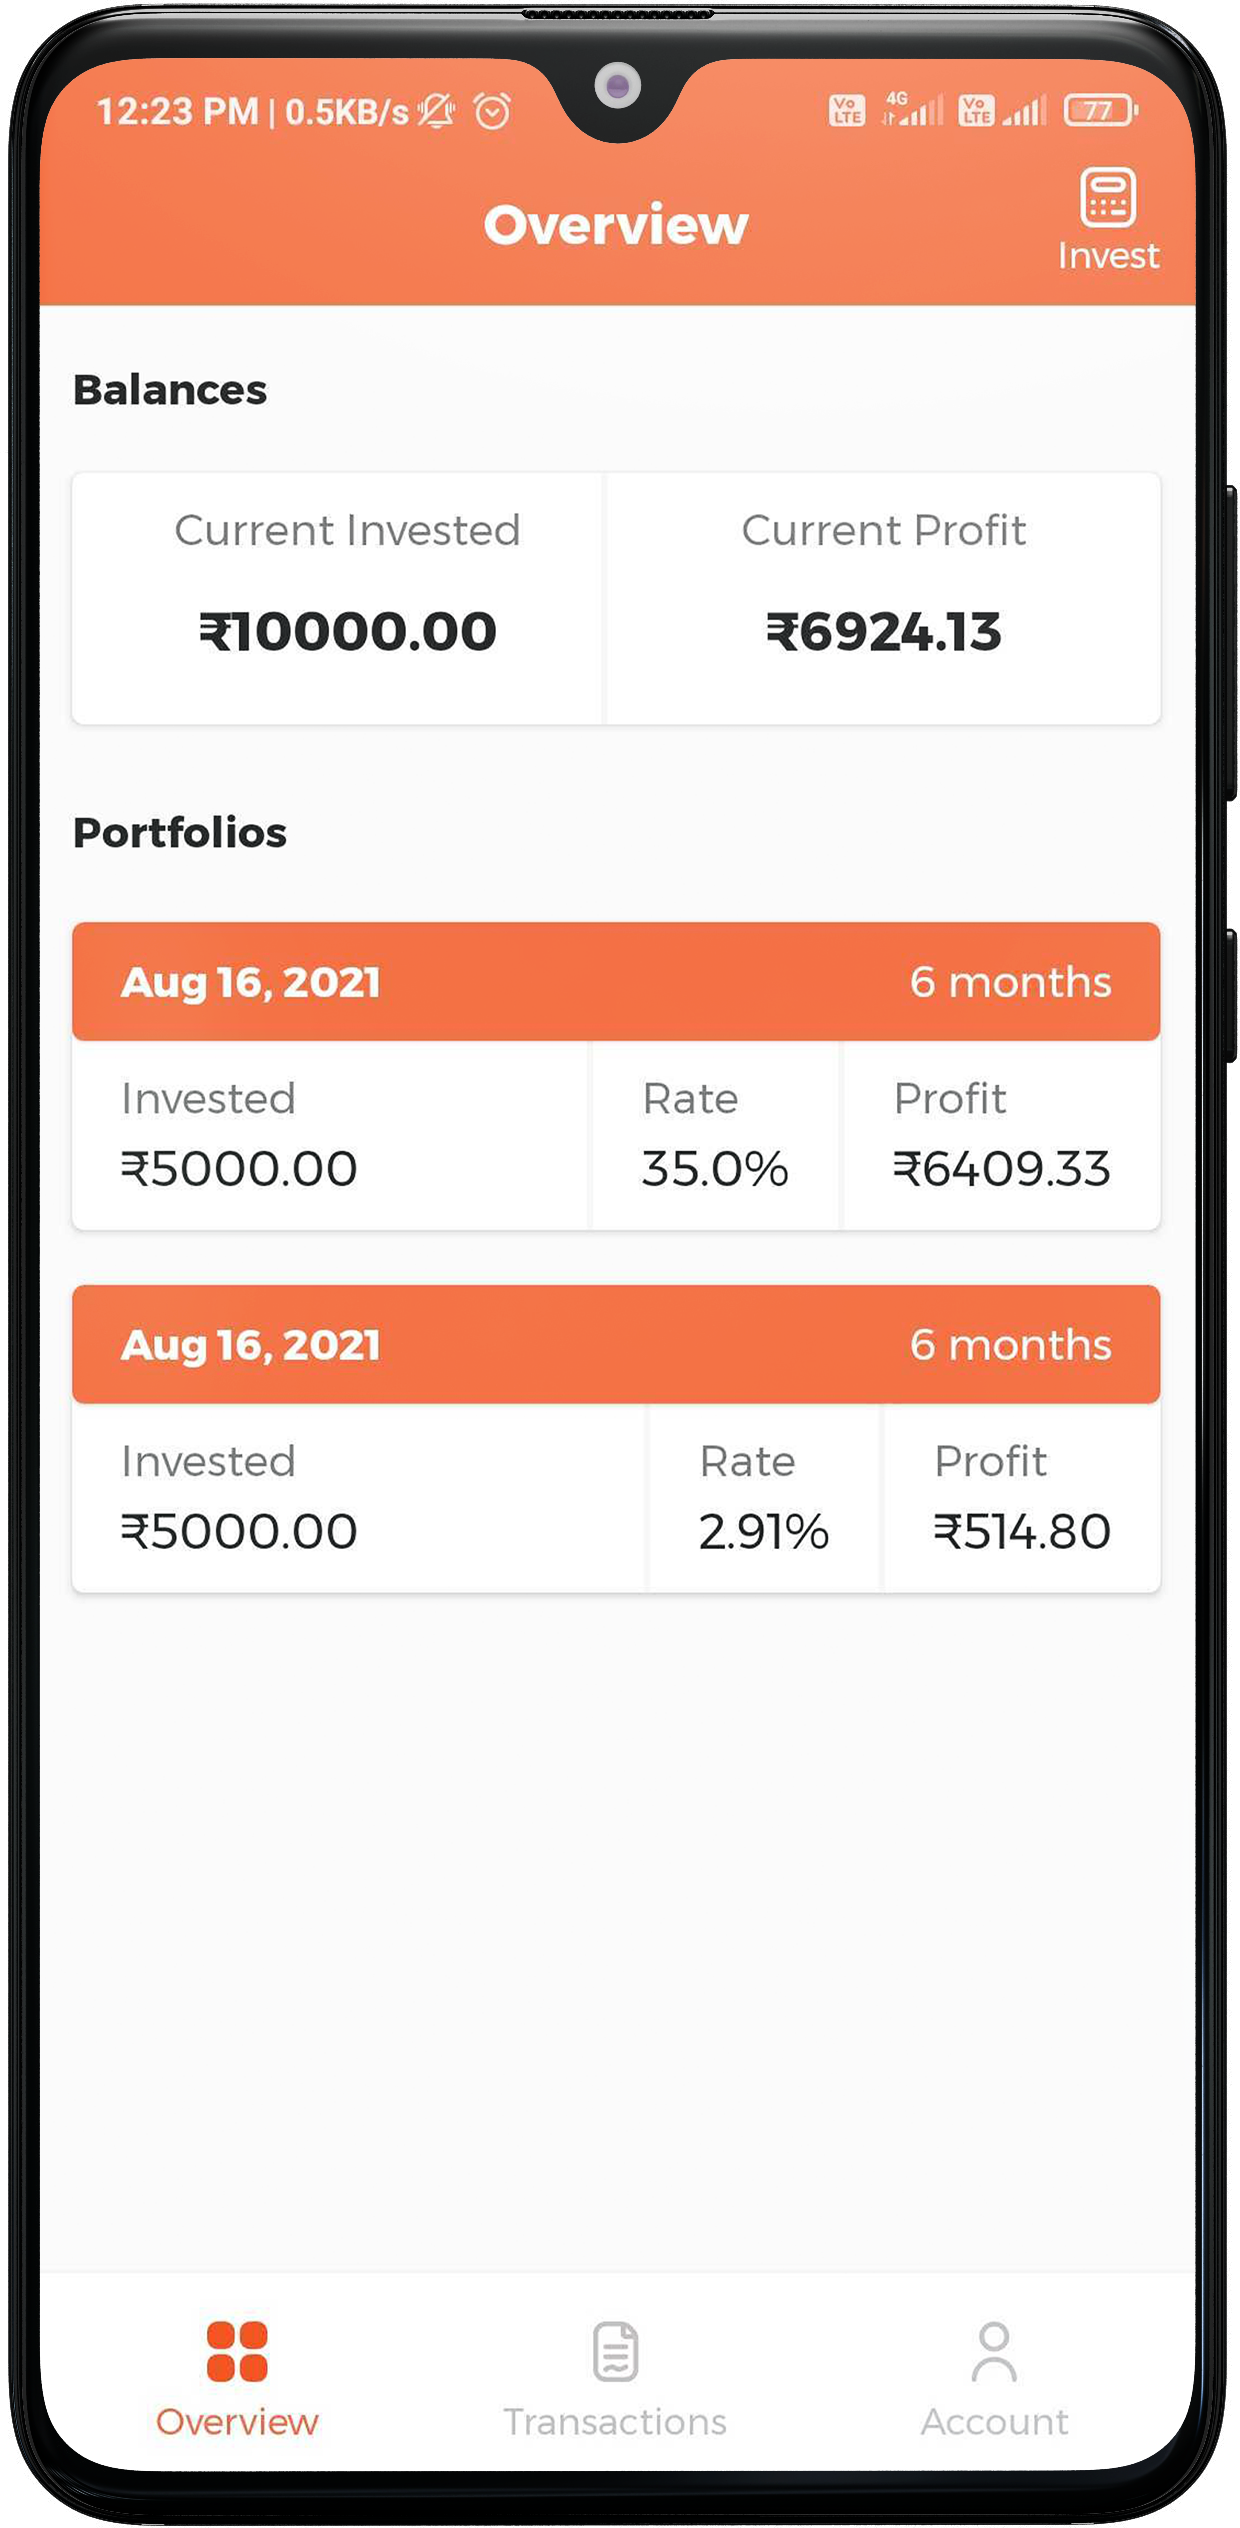 12:23 PM | 0.5KB/s Vo LTE 4G Vo LTE 77
Overview
Invest
Balances
Current Invested Current Profit
₹10000.00 ₹6924.13
Portfolios
Aug 16, 2021 6 months
Invested Rate Profit
₹5000.00 35.0% ₹6409.33
Aug 16, 2021 6 months
Invested Rate Profit
₹5000.00 2.91% ₹514.80
Overview Transactions Account